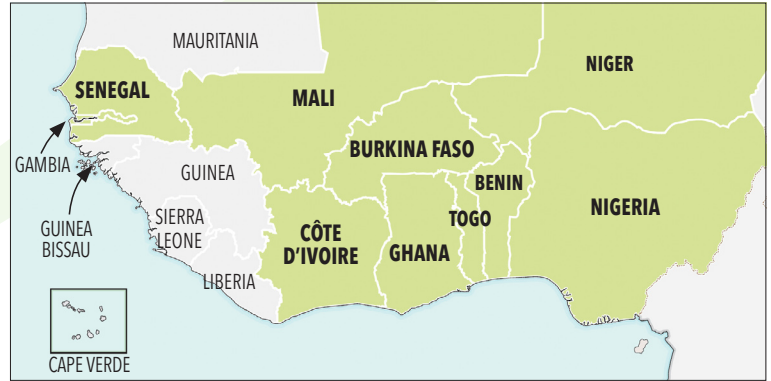 MAURITANIA
NIGER
SENEGAL
MALI
BURKINA FASO
GAMBIA
GUINEA
BENIN
NIGERIA
GUINEA
BISSAU
SIERRA
LEONE
TOGO
CÔTE
D'IVOIRE
GHANA
LIBERIA
CAPE VERDE